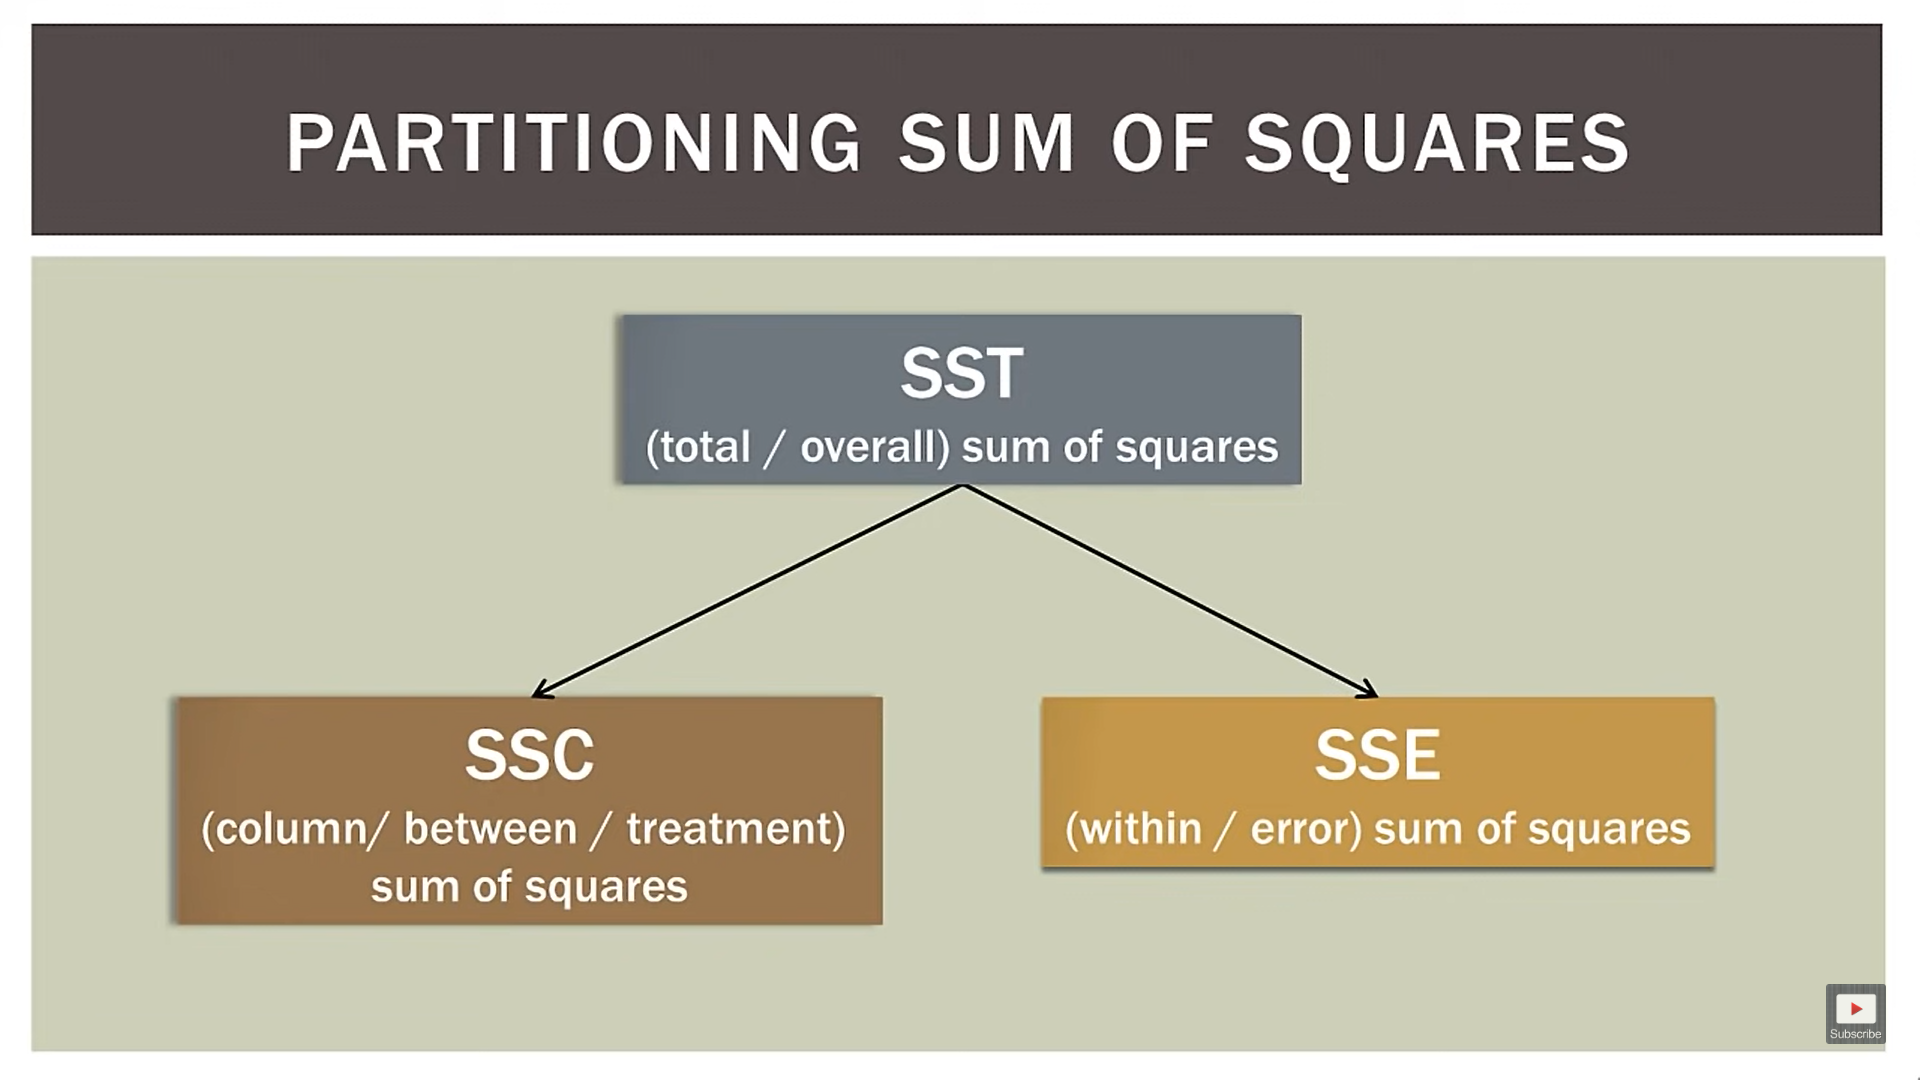 PARTITIONING SUM OF SQUARES
SST
(total / overall) sum of squares
SSC
(column/ between / treatment)
sum of squares
SSE
(within / error) sum of squares
Subscribe